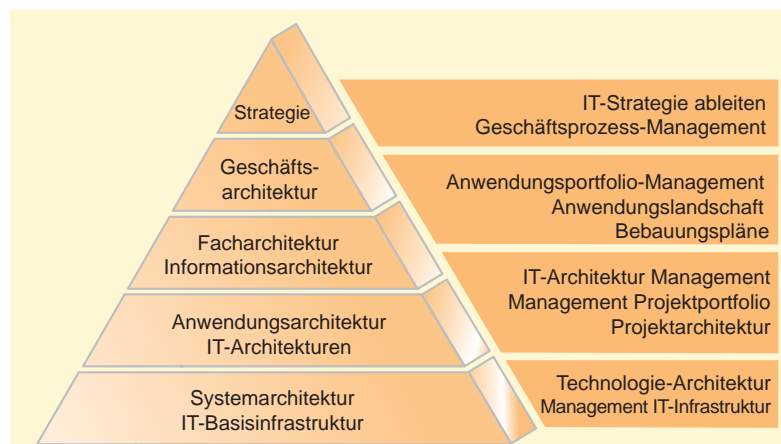 Strategie
Geschäfts-
architektur
Facharchitektur
Informationsarchitektur
Anwendungsarchitektur
IT-Architekturen
Systemarchitektur
IT-Basisinfrastruktur
IT-Strategie ableiten
Geschäftsprozess-Management
Anwendungsportfolio-Management
Anwendungslandschaft
Bebauungspläne
IT-Architektur Management
Management Projektportfolio
Projektarchitektur
Technologie-Architektur
Management IT-Infrastruktur